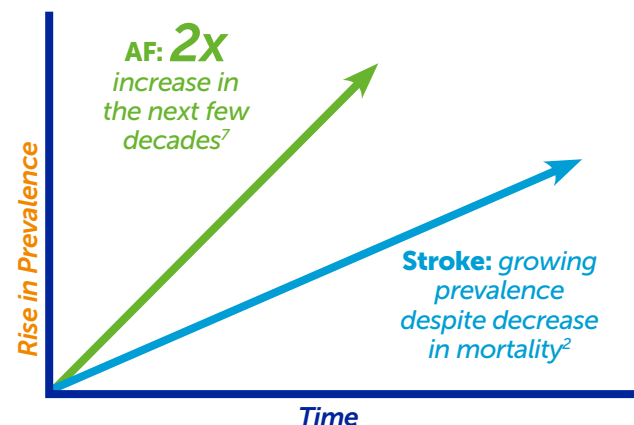 AF: 2x
increase in
the next few
decades⁷
Rise in Prevalence
Stroke: growing
prevalence
despite decrease
in mortality²
Time